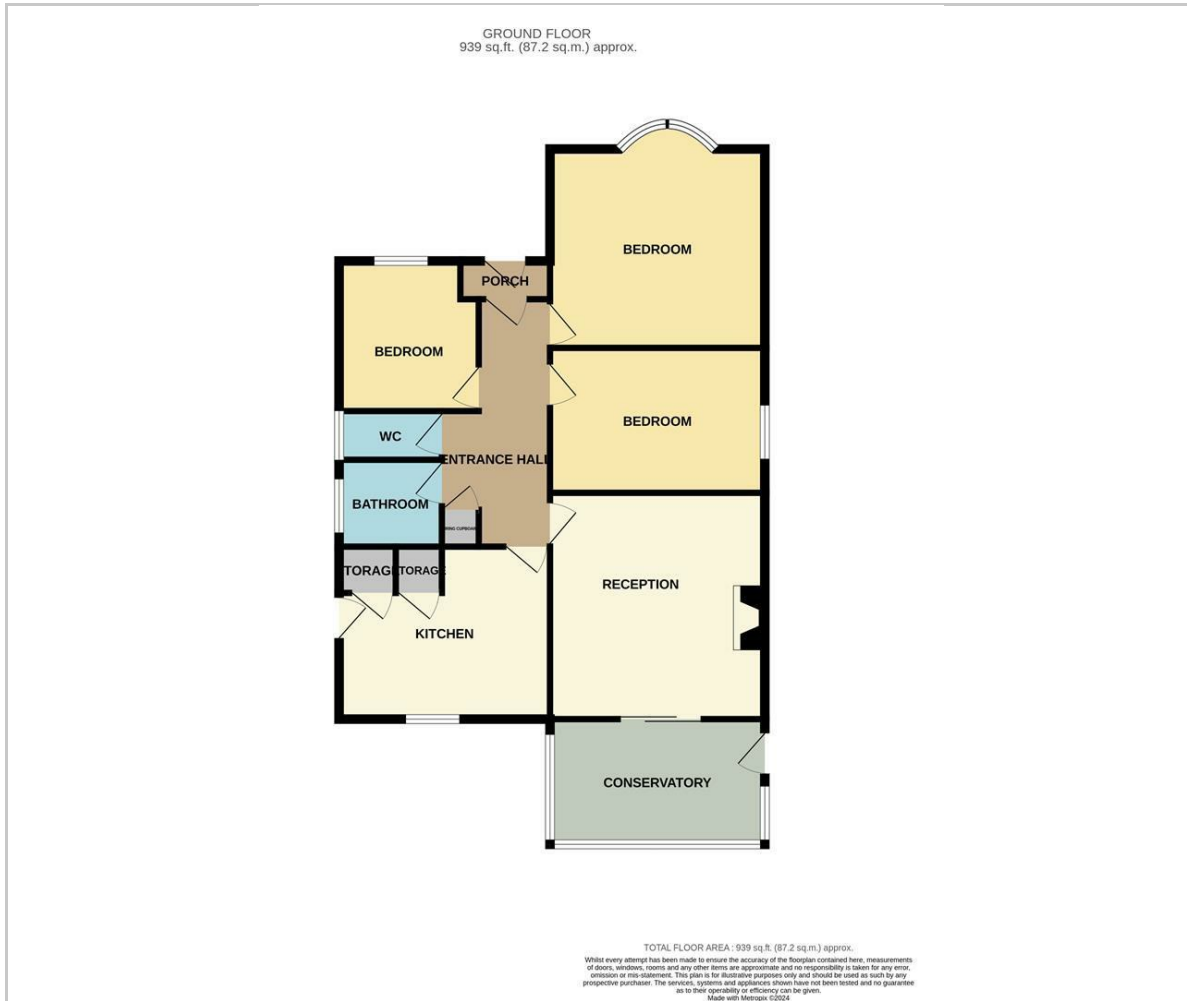 GROUND FLOOR
939 sq.ft. (87.2 sq.m.) approx.
BEDROOM
PORCH
BEDROOM
BEDROOM
WC
ENTRANCE HALL
BATHROOM
CUPBOARD
TORAGE
TORAGE
RECEPTION
KITCHEN
CONSERVATORY
TOTAL FLOOR AREA : 939 sq.ft. (87.2 sq.m.) approx.
Whilst every attempt has been made to ensure the accuracy of the floorplan contained here, measurements
of doors, windows, rooms and any other items are approximate and no responsibility is taken for any error,
omission or mis-statement. This plan is for illustrative purposes only and should be used as such by any
prospective purchaser. The services, systems and appliances shown have not been tested and no guarantee
as to their operability or efficiency can be given.
Made with Metropix ©2024